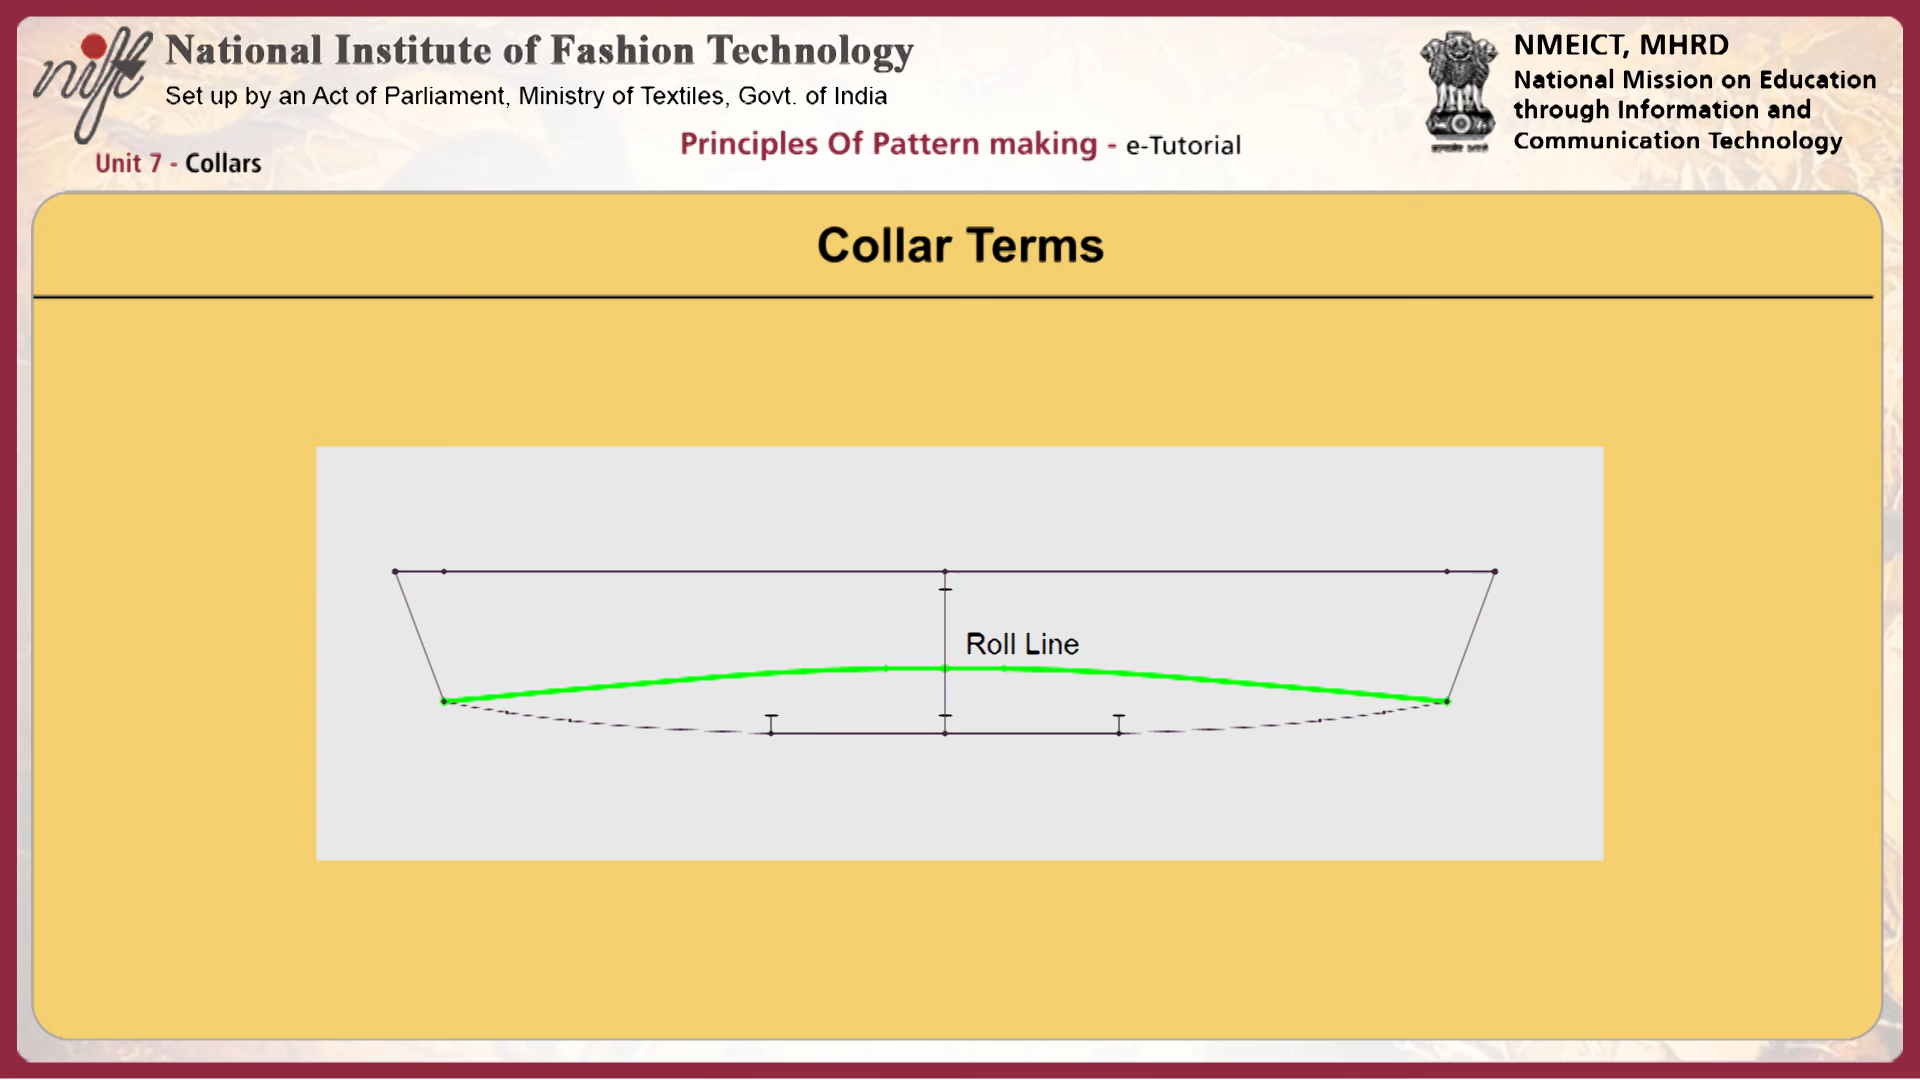 nift
National Institute of Fashion Technology
Set up by an Act of Parliament, Ministry of Textiles, Govt. of India
NMEICT, MHRD
National Mission on Education
through Information and
Communication Technology
Principles Of Pattern making - e-Tutorial
Unit 7 - Collars
Collar Terms
Roll Line